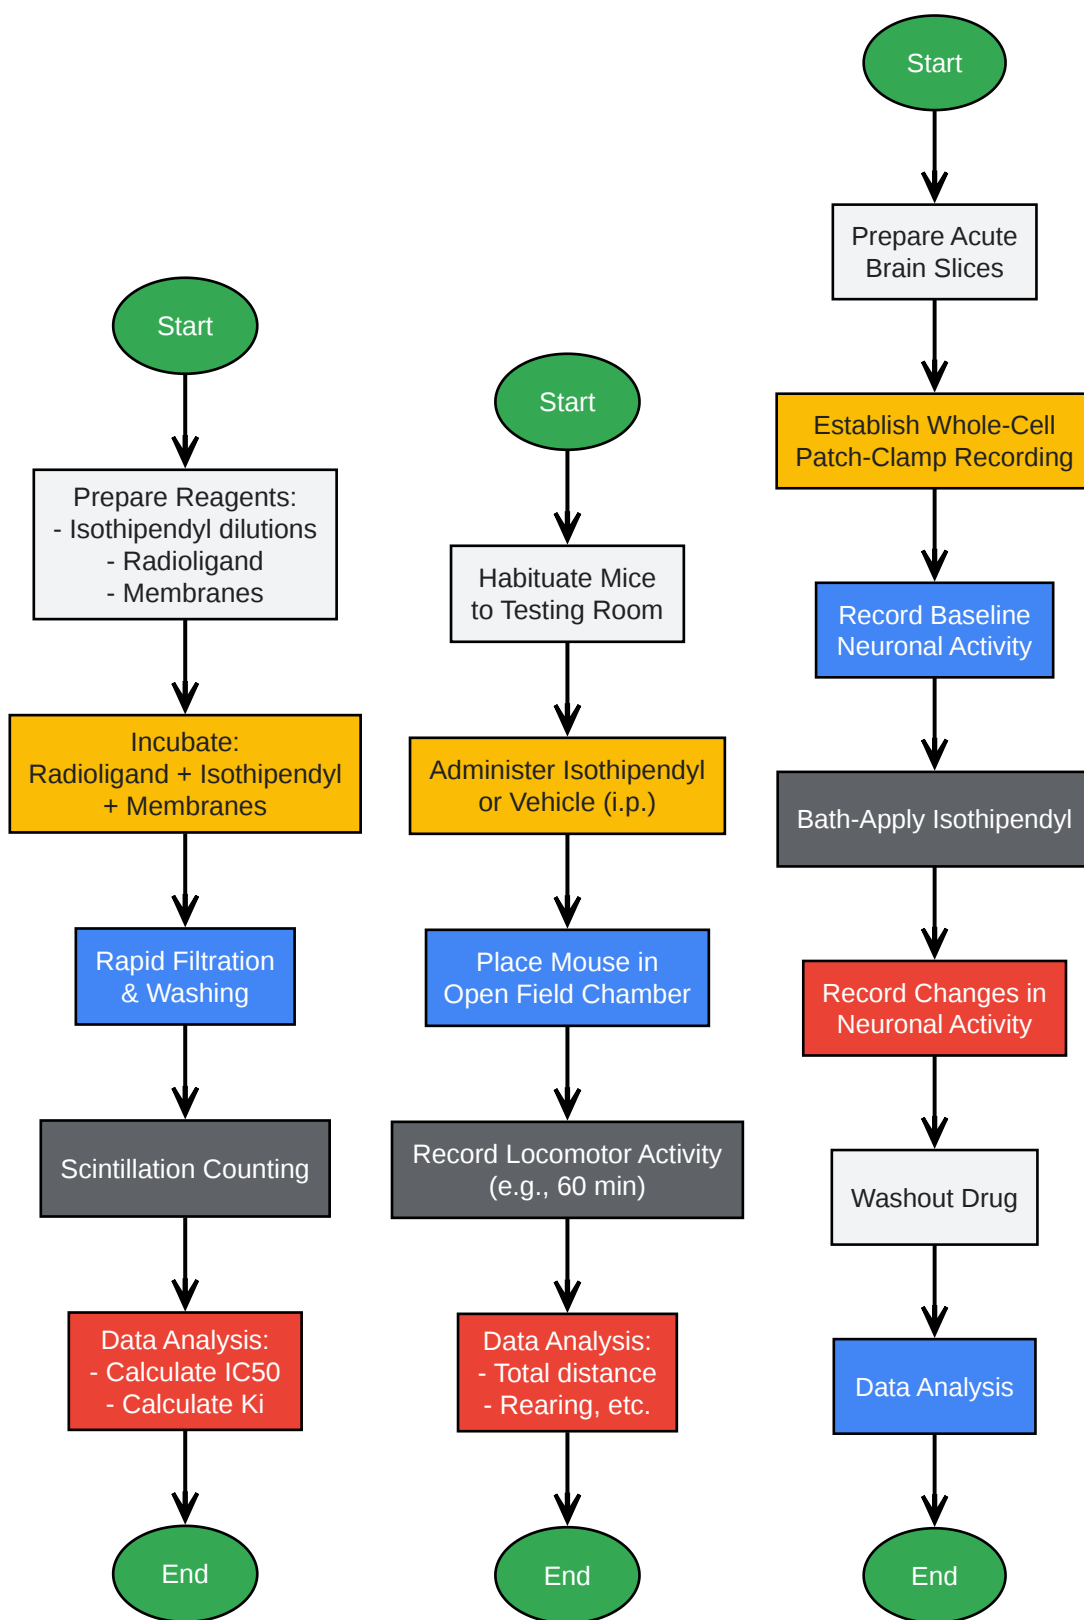 Start
Prepare Reagents:
- Isothipendyl dilutions
- Radioligand
- Membranes
Incubate:
Radioligand + Isothipendyl
+ Membranes
Rapid Filtration
& Washing
Scintillation Counting
Data Analysis:
- Calculate IC50
- Calculate Ki
End
Start
Habituate Mice
to Testing Room
Administer Isothipendyl
or Vehicle (i.p.)
Place Mouse in
Open Field Chamber
Record Locomotor Activity
(e.g., 60 min)
Data Analysis:
- Total distance
- Rearing, etc.
End
Start
Prepare Acute
Brain Slices
Establish Whole-Cell
Patch-Clamp Recording
Record Baseline
Neuronal Activity
Bath-Apply Isothipendyl
Record Changes in
Neuronal Activity
Washout Drug
Data Analysis
End